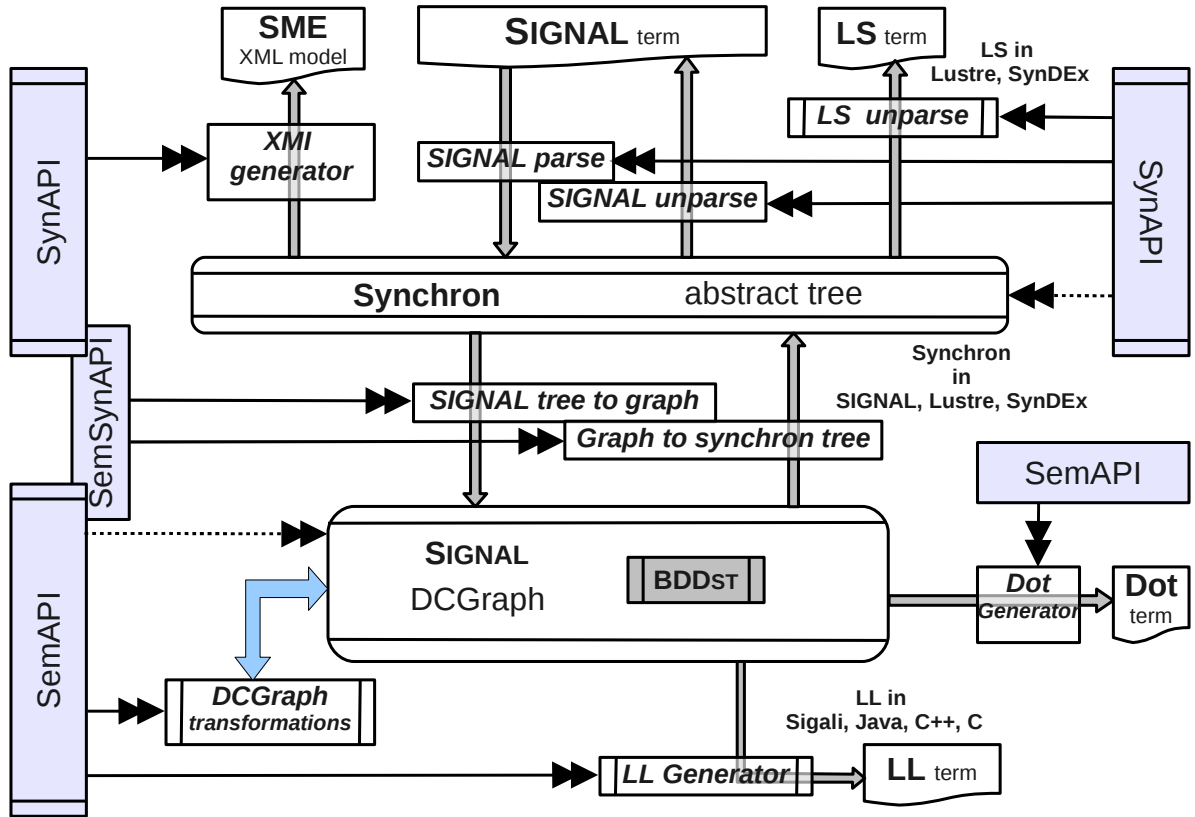 SME
XML model
SIGNAL term
LS term
LS in
Lustre, SynDEx
LS unparse
XMI
generator
SIGNAL parse
SIGNAL unparse
SynAPI
SynAPI
Synchron abstract tree
Synchron
in
SIGNAL, Lustre, SynDEx
SemSynAPI
SIGNAL tree to graph
Graph to synchron tree
SemAPI
SIGNAL
DCGraph
BDDST
Dot
Generator
Dot
term
SemAPI
DCGraph
transformations
LL in
Sigali, Java, C++, C
LL Generator
LL term